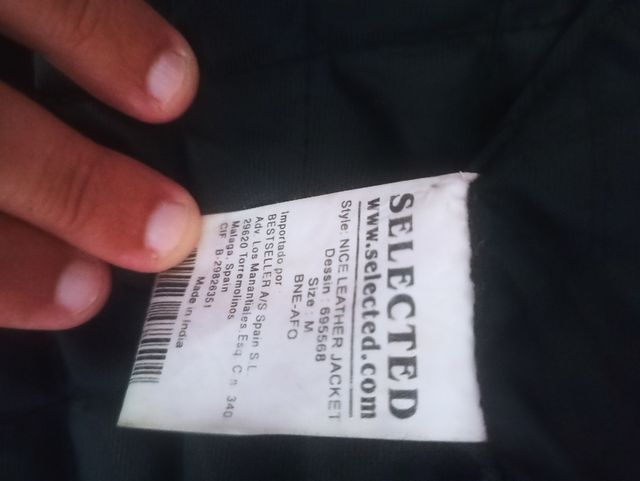 SELECTED
www.selected.com
Style: NICE LEATHER JACKET
Dessin : 695568
Size : M
BNE-AFO
Importado por
BESTSELLER A/S Spain S L
Adv. Los Manantiales. Esq. C n 340
29620 Torremolinos
Malaga, Spain
CIF B-29826351
Made in India